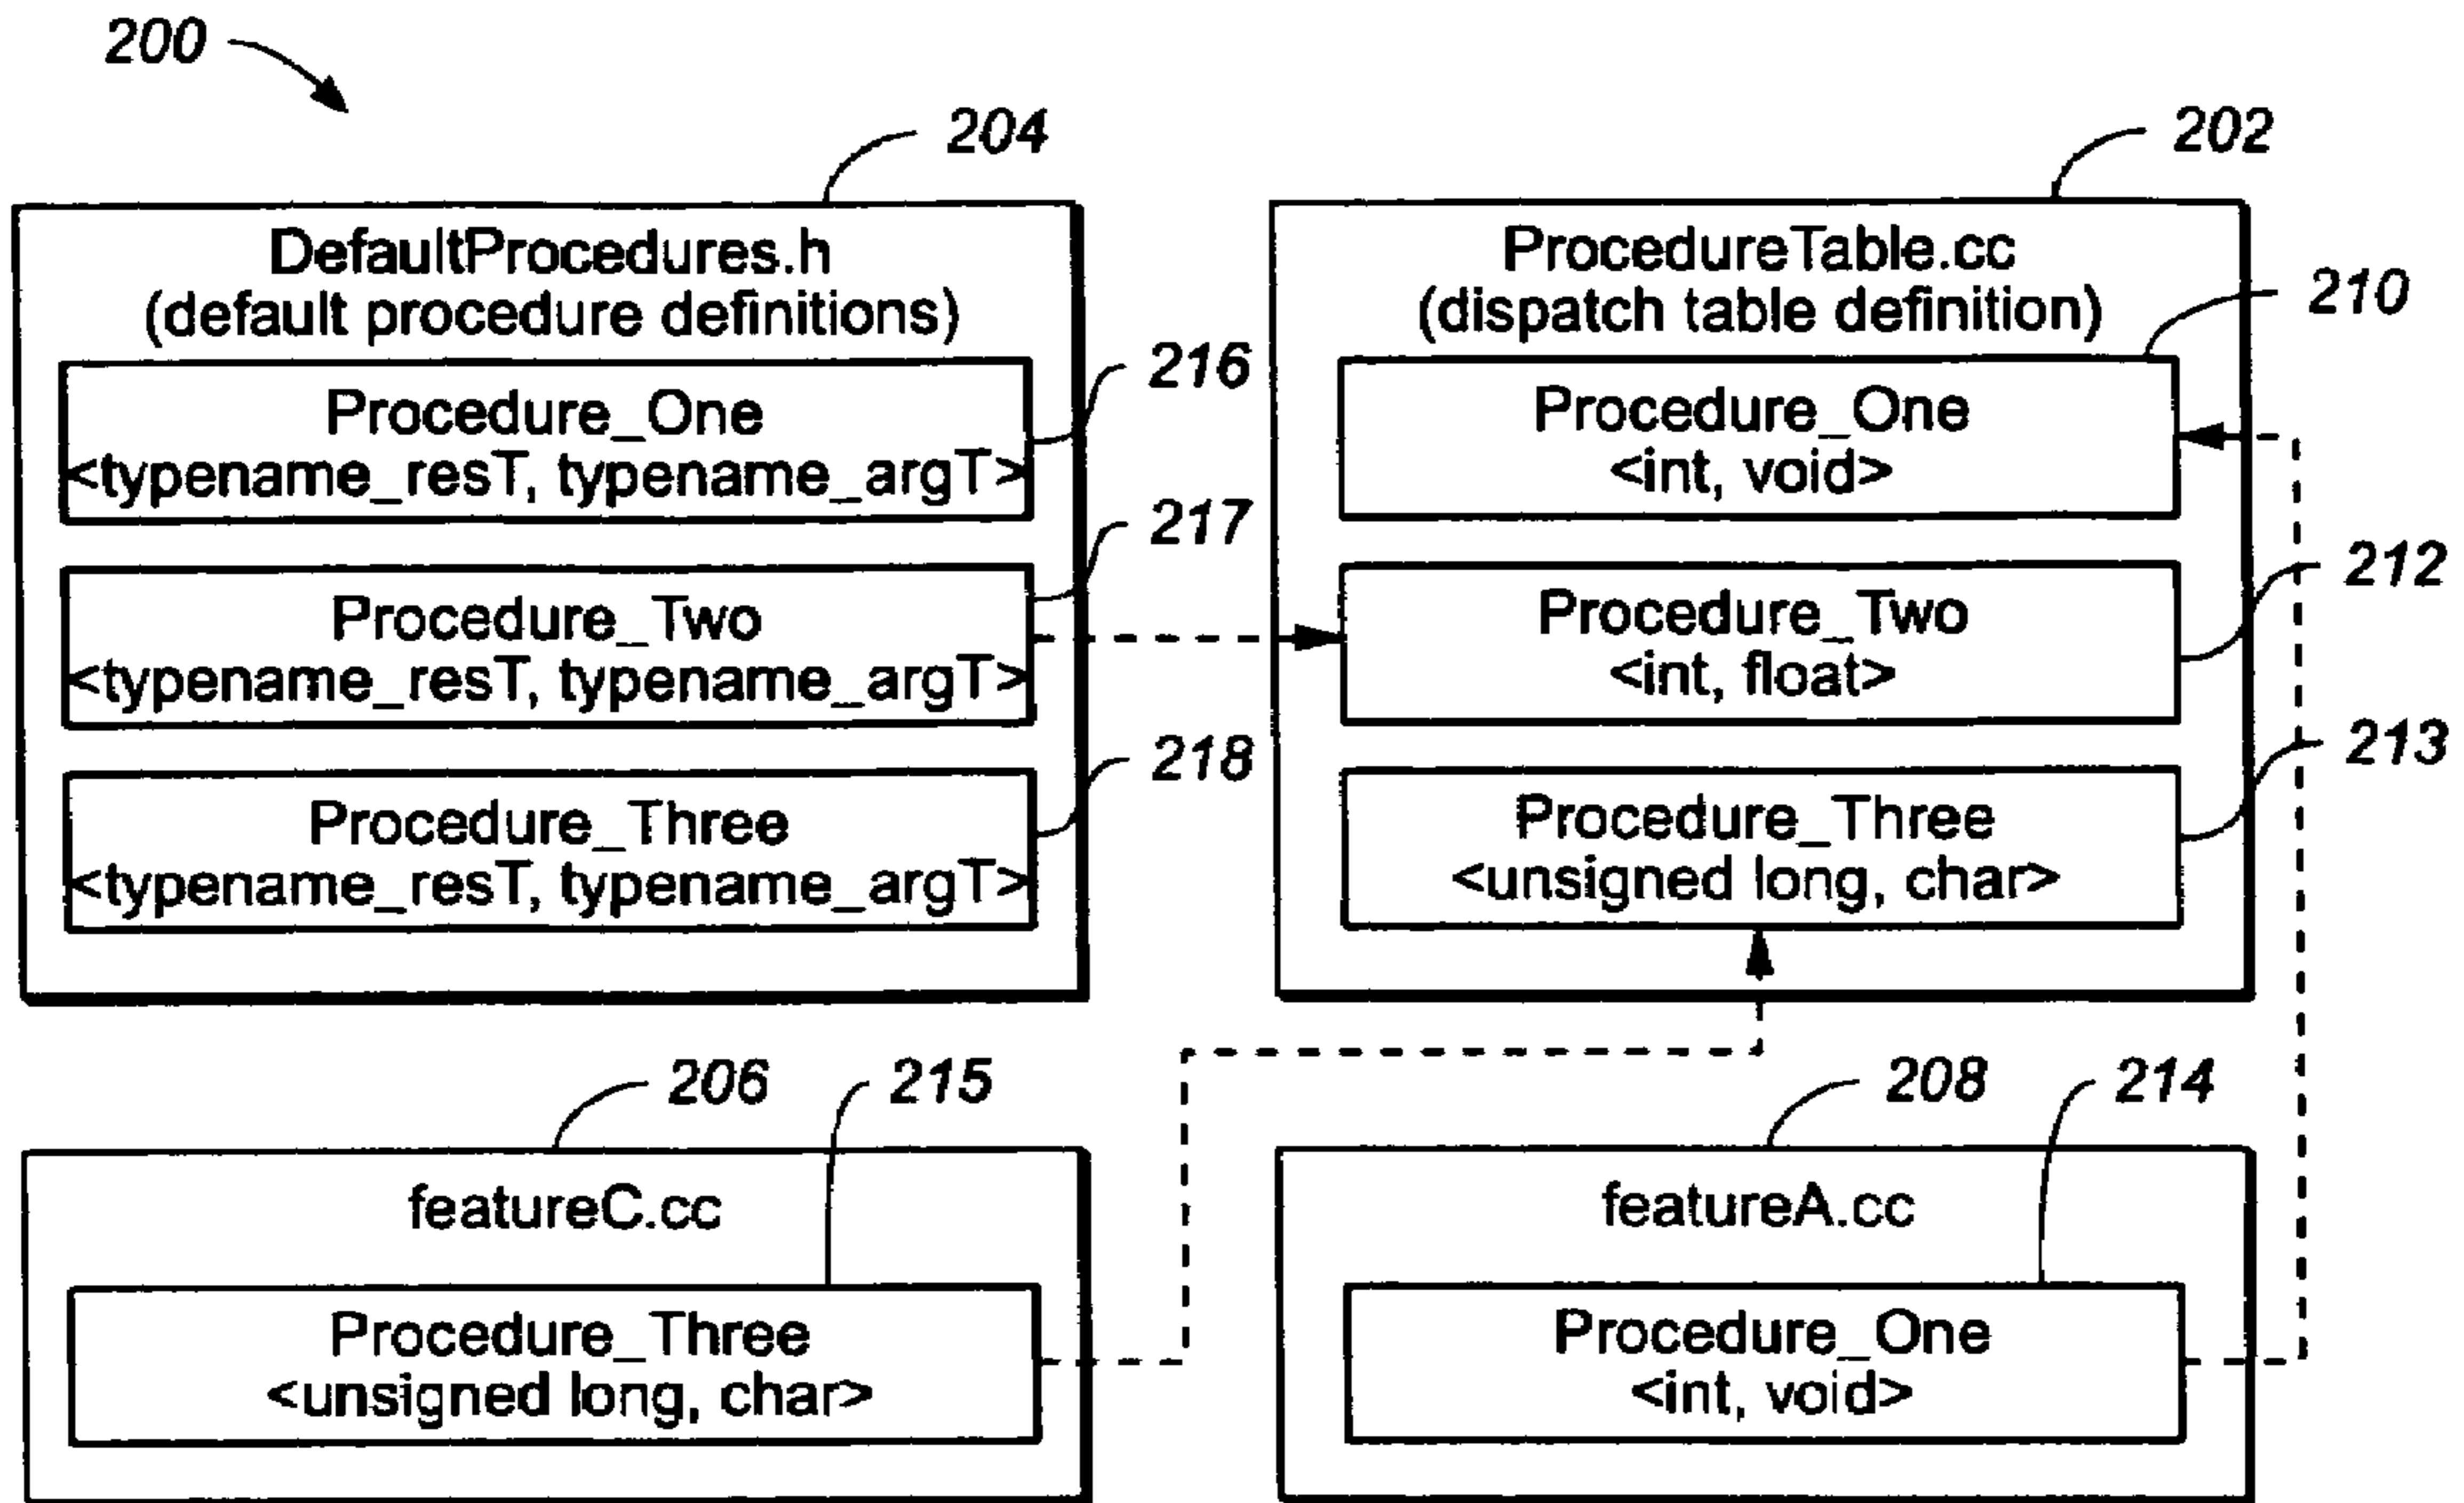 200
204
202
DefaultProcedures.h
(default procedure definitions)
216
Procedure_One
<typename_resT, typename_argT>
217
Procedure_Two
<typename_resT, typename_argT>
218
Procedure_Three
<typename_resT, typename_argT>
ProcedureTable.cc
(dispatch table definition)
210
Procedure_One
<int, void>
212
Procedure_Two
<int, float>
213
Procedure_Three
<unsigned long, char>
206
215
featureC.cc
Procedure_Three
<unsigned long, char>
208
214
featureA.cc
Procedure_One
<int, void>